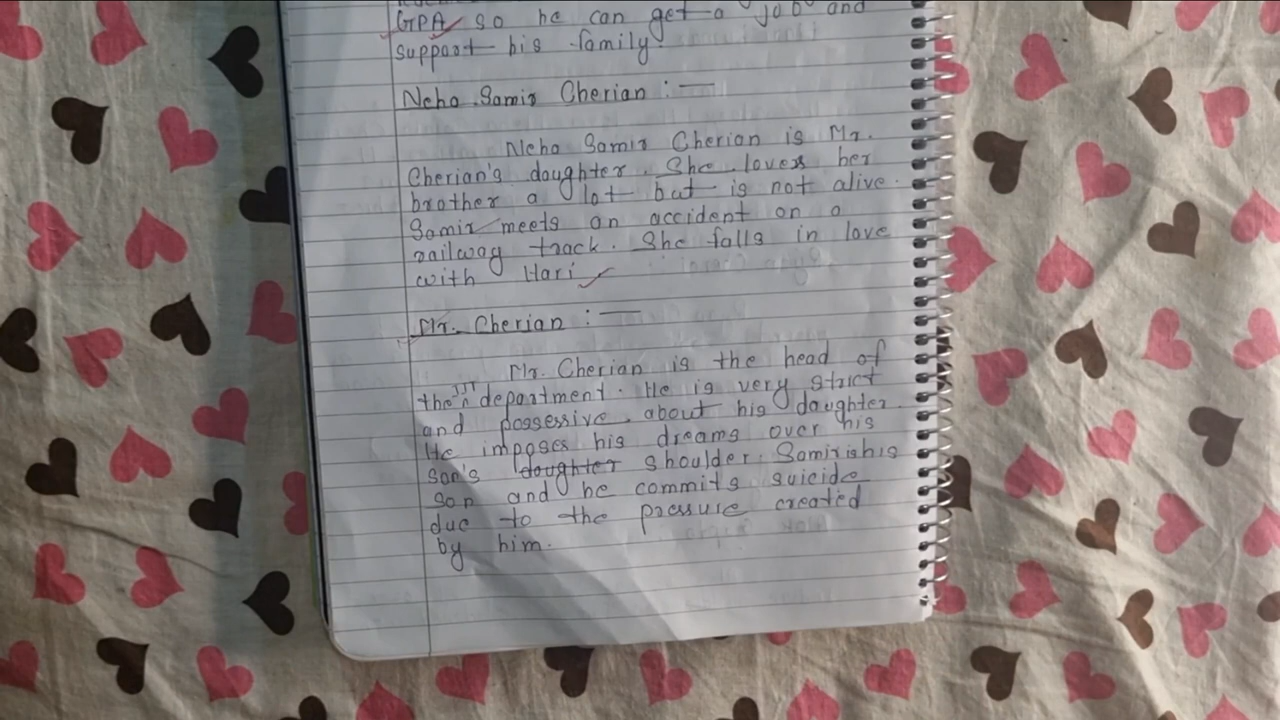 GPA so he can get a job and
support his family.
Neha Samir Cherian :-
Neha Samir Cherian is Mr.
Cherian's daughter. She loves her
brother a lot but is not alive.
Samir meets an accident on a
railway track. She falls in love
with Hari
Mr. Cherian :-
Mr. Cherian is the head of
the IIT department. He is very strict
and possessive about his daughter.
He imposes his dreams over his
son's daughter shoulder. Samir is his
son and he commits suicide
due to the pressure created
by him.